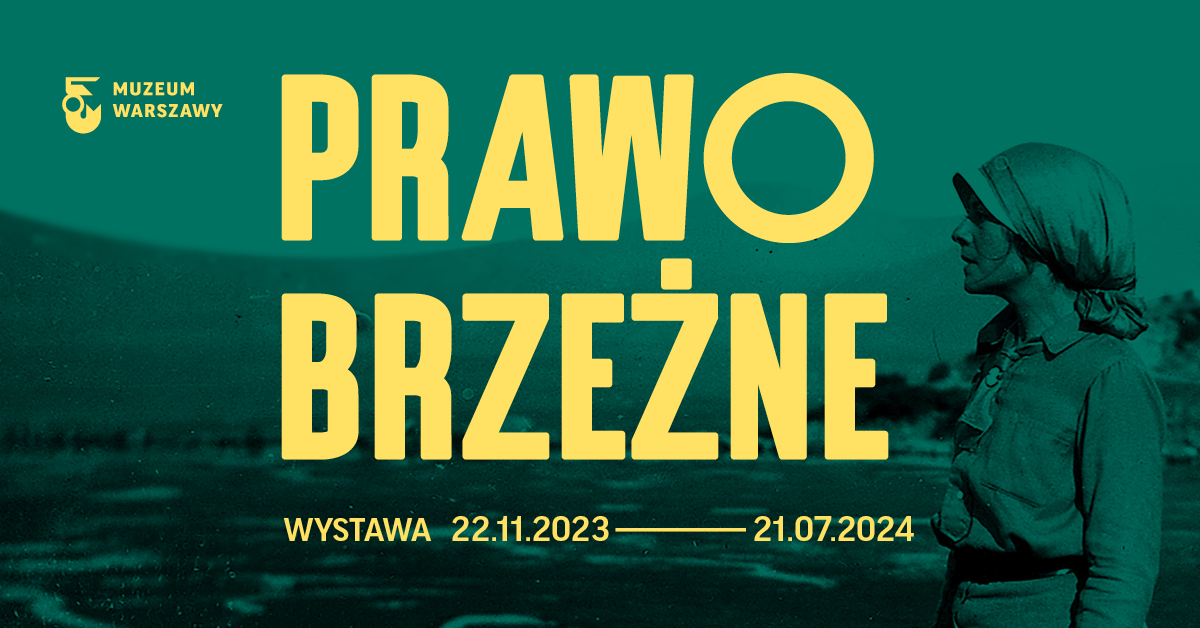 MUZEUM
WARSZAWY
PRAWO
BRZEŻNE
WYSTAWA 22.11.2023 — 21.07.2024